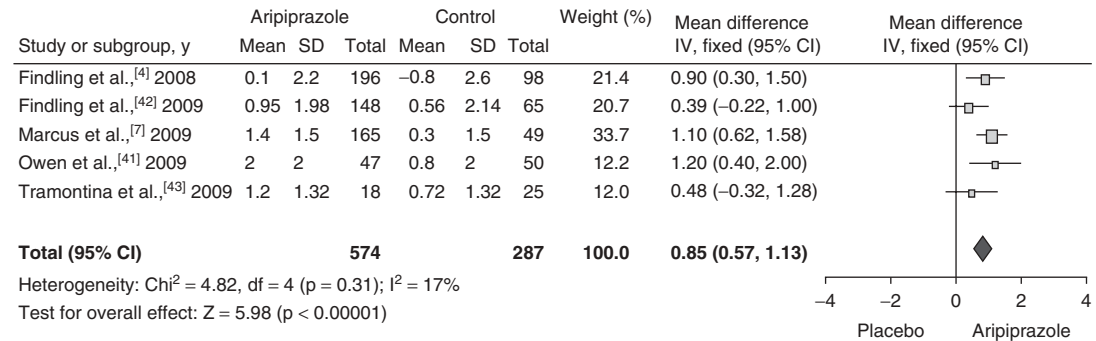 Aripiprazole Control Weight (%) Mean difference Mean difference
Study or subgroup, y Mean SD Total Mean SD Total IV, fixed (95% CI) IV, fixed (95% CI)
Findling et al.,[4] 2008 0.1 2.2 196 −0.8 2.6 98 21.4 0.90 (0.30, 1.50)
Findling et al.,[42] 2009 0.95 1.98 148 0.56 2.14 65 20.7 0.39 (−0.22, 1.00)
Marcus et al.,[7] 2009 1.4 1.5 165 0.3 1.5 49 33.7 1.10 (0.62, 1.58)
Owen et al.,[41] 2009 2 2 47 0.8 2 50 12.2 1.20 (0.40, 2.00)
Tramontina et al.,[43] 2009 1.2 1.32 18 0.72 1.32 25 12.0 0.48 (−0.32, 1.28)
Total (95% CI) 574 287 100.0 0.85 (0.57, 1.13)
Heterogeneity: Chi² = 4.82, df = 4 (p = 0.31); I² = 17%
Test for overall effect: Z = 5.98 (p < 0.00001)
−4 −2 0 2 4
Placebo Aripiprazole